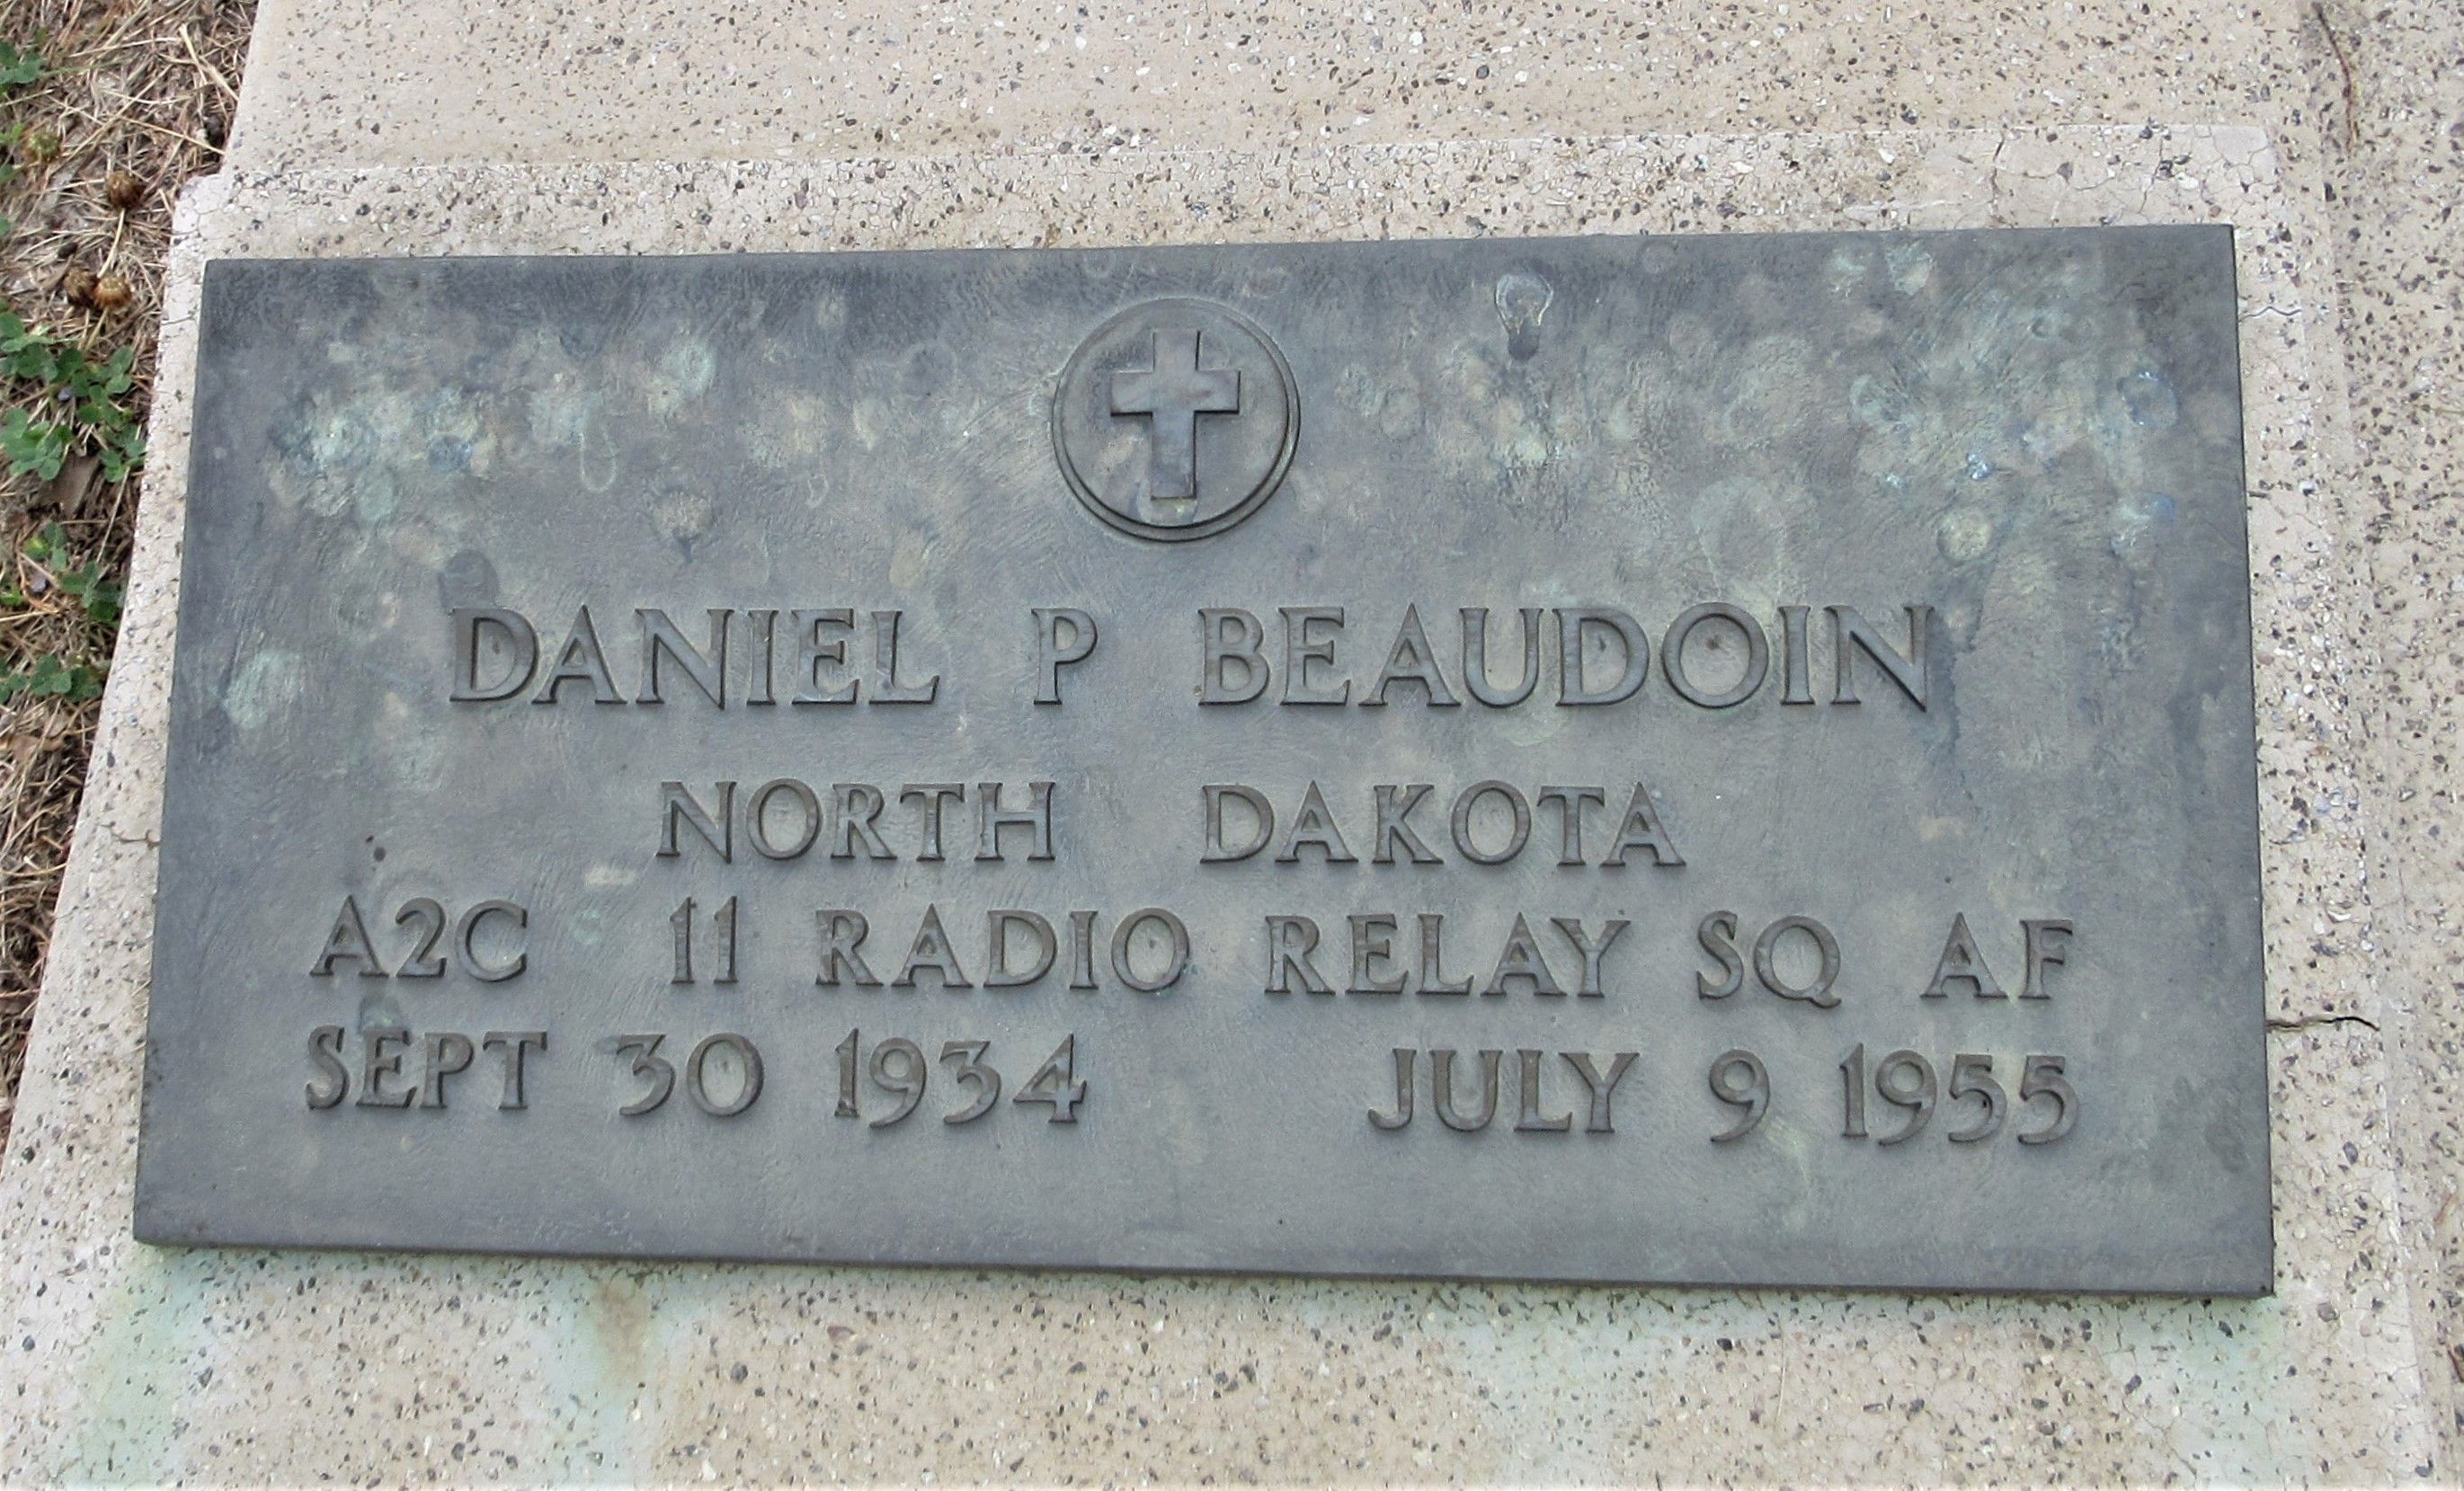 DANIEL P BEAUDOIN
NORTH DAKOTA
A2C 11 RADIO RELAY SQ AF
SEPT 30 1934 JULY 9 1955